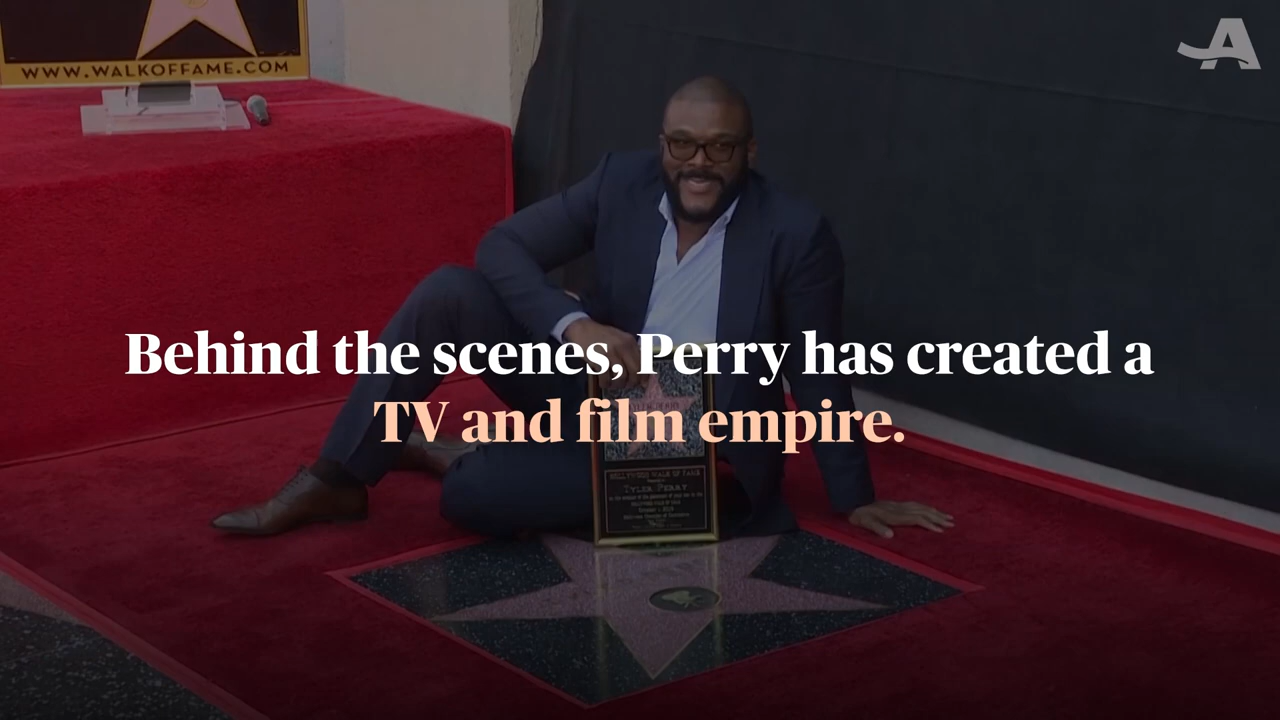 WWW.WALKOFFAME.COM
A
Behind the scenes, Perry has created a
TV and film empire.
HOLLYWOOD WALK OF FAME
TYLER PERRY